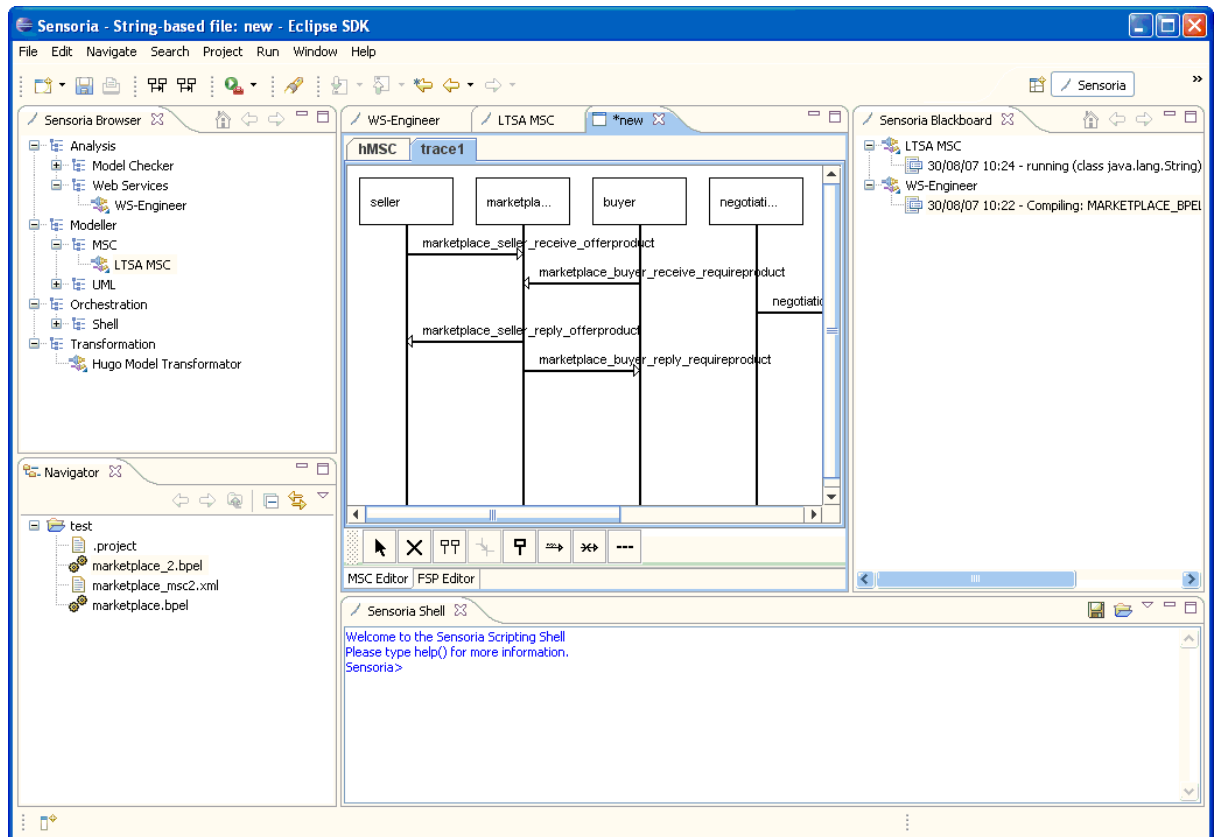 Sensoria - String-based file: new - Eclipse SDK
File Edit Navigate Search Project Run Window Help
Sensoria
»
Sensoria Browser
Analysis
Model Checker
Web Services
WS-Engineer
Modeller
MSC
LTSA MSC
UML
Orchestration
Shell
Transformation
Hugo Model Transformator
Navigator
test
.project
marketplace_2.bpel
marketplace_msc2.xml
marketplace.bpel
WS-Engineer LTSA MSC *new
hMSC trace1
seller marketpla... buyer negotiati...
marketplace_seller_receive_offerproduct
marketplace_buyer_receive_requireproduct
negotiatio
marketplace_seller_reply_offerproduct
marketplace_buyer_reply_requireproduct
MSC Editor FSP Editor
Sensoria Blackboard
LTSA MSC
30/08/07 10:24 - running (class java.lang.String)
WS-Engineer
30/08/07 10:22 - Compiling: MARKETPLACE_BPEL
Sensoria Shell
Welcome to the Sensoria Scripting Shell
Please type help() for more information.
Sensoria>